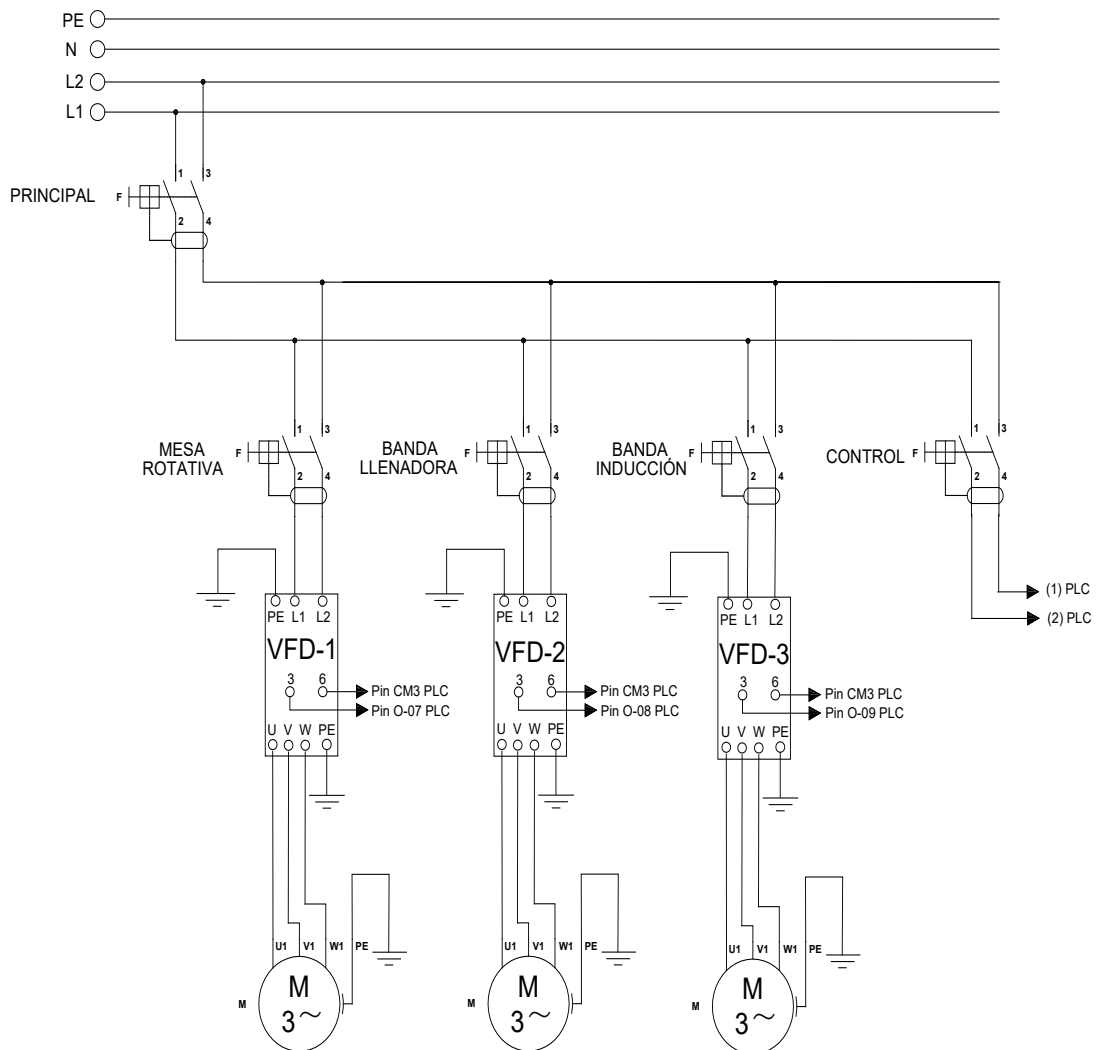 PE
N
L2
L1
1 3
PRINCIPAL F
2 4
1 3 1 3 1 3 1 3
MESA
ROTATIVA F
BANDA
LLENADORA F
BANDA
INDUCCIÓN F
CONTROL F
2 4 2 4 2 4 2 4
(1) PLC
(2) PLC
PE L1 L2
VFD-1
3 6
Pin CM3 PLC
Pin O-07 PLC
U V W PE
PE L1 L2
VFD-2
3 6
Pin CM3 PLC
Pin O-08 PLC
U V W PE
PE L1 L2
VFD-3
3 6
Pin CM3 PLC
Pin O-09 PLC
U V W PE
U1 V1 W1 PE
M
M
3~
U1 V1 W1 PE
M
M
3~
U1 V1 W1 PE
M
M
3~